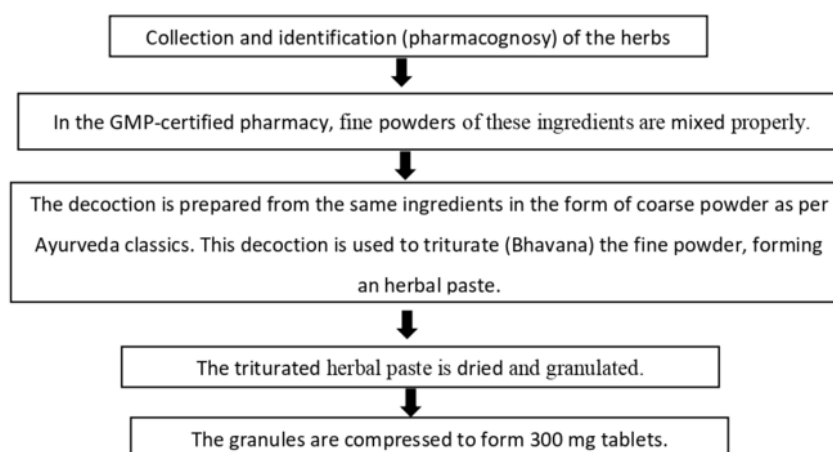 Collection and identification (pharmacognosy) of the herbs
In the GMP-certified pharmacy, fine powders of these ingredients are mixed properly.
The decoction is prepared from the same ingredients in the form of coarse powder as per
Ayurveda classics. This decoction is used to triturate (Bhavana) the fine powder, forming
an herbal paste.
The triturated herbal paste is dried and granulated.
The granules are compressed to form 300 mg tablets.